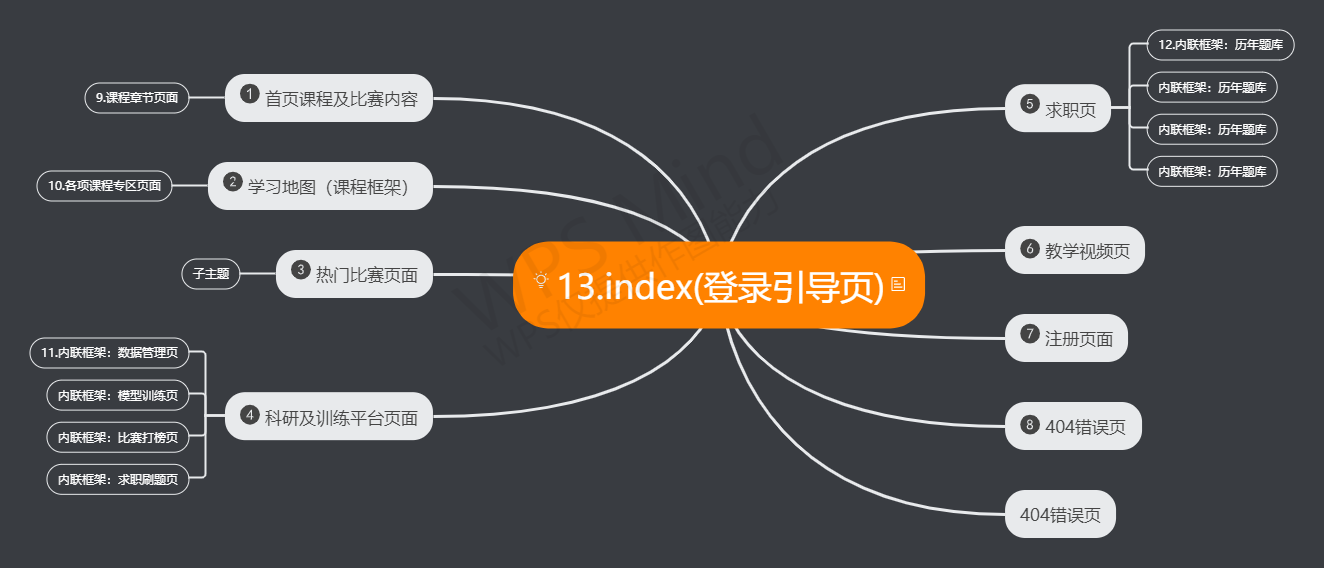 13.index(登录引导页)
1 首页课程及比赛内容
9.课程章节页面
2 学习地图（课程框架）
10.各项课程专区页面
3 热门比赛页面
子主题
4 科研及训练平台页面
11.内联框架：数据管理页
内联框架：模型训练页
内联框架：比赛打榜页
内联框架：求职刷题页
5 求职页
12.内联框架：历年题库
内联框架：历年题库
内联框架：历年题库
内联框架：历年题库
6 教学视频页
7 注册页面
8 404错误页
404错误页
WPS Mind